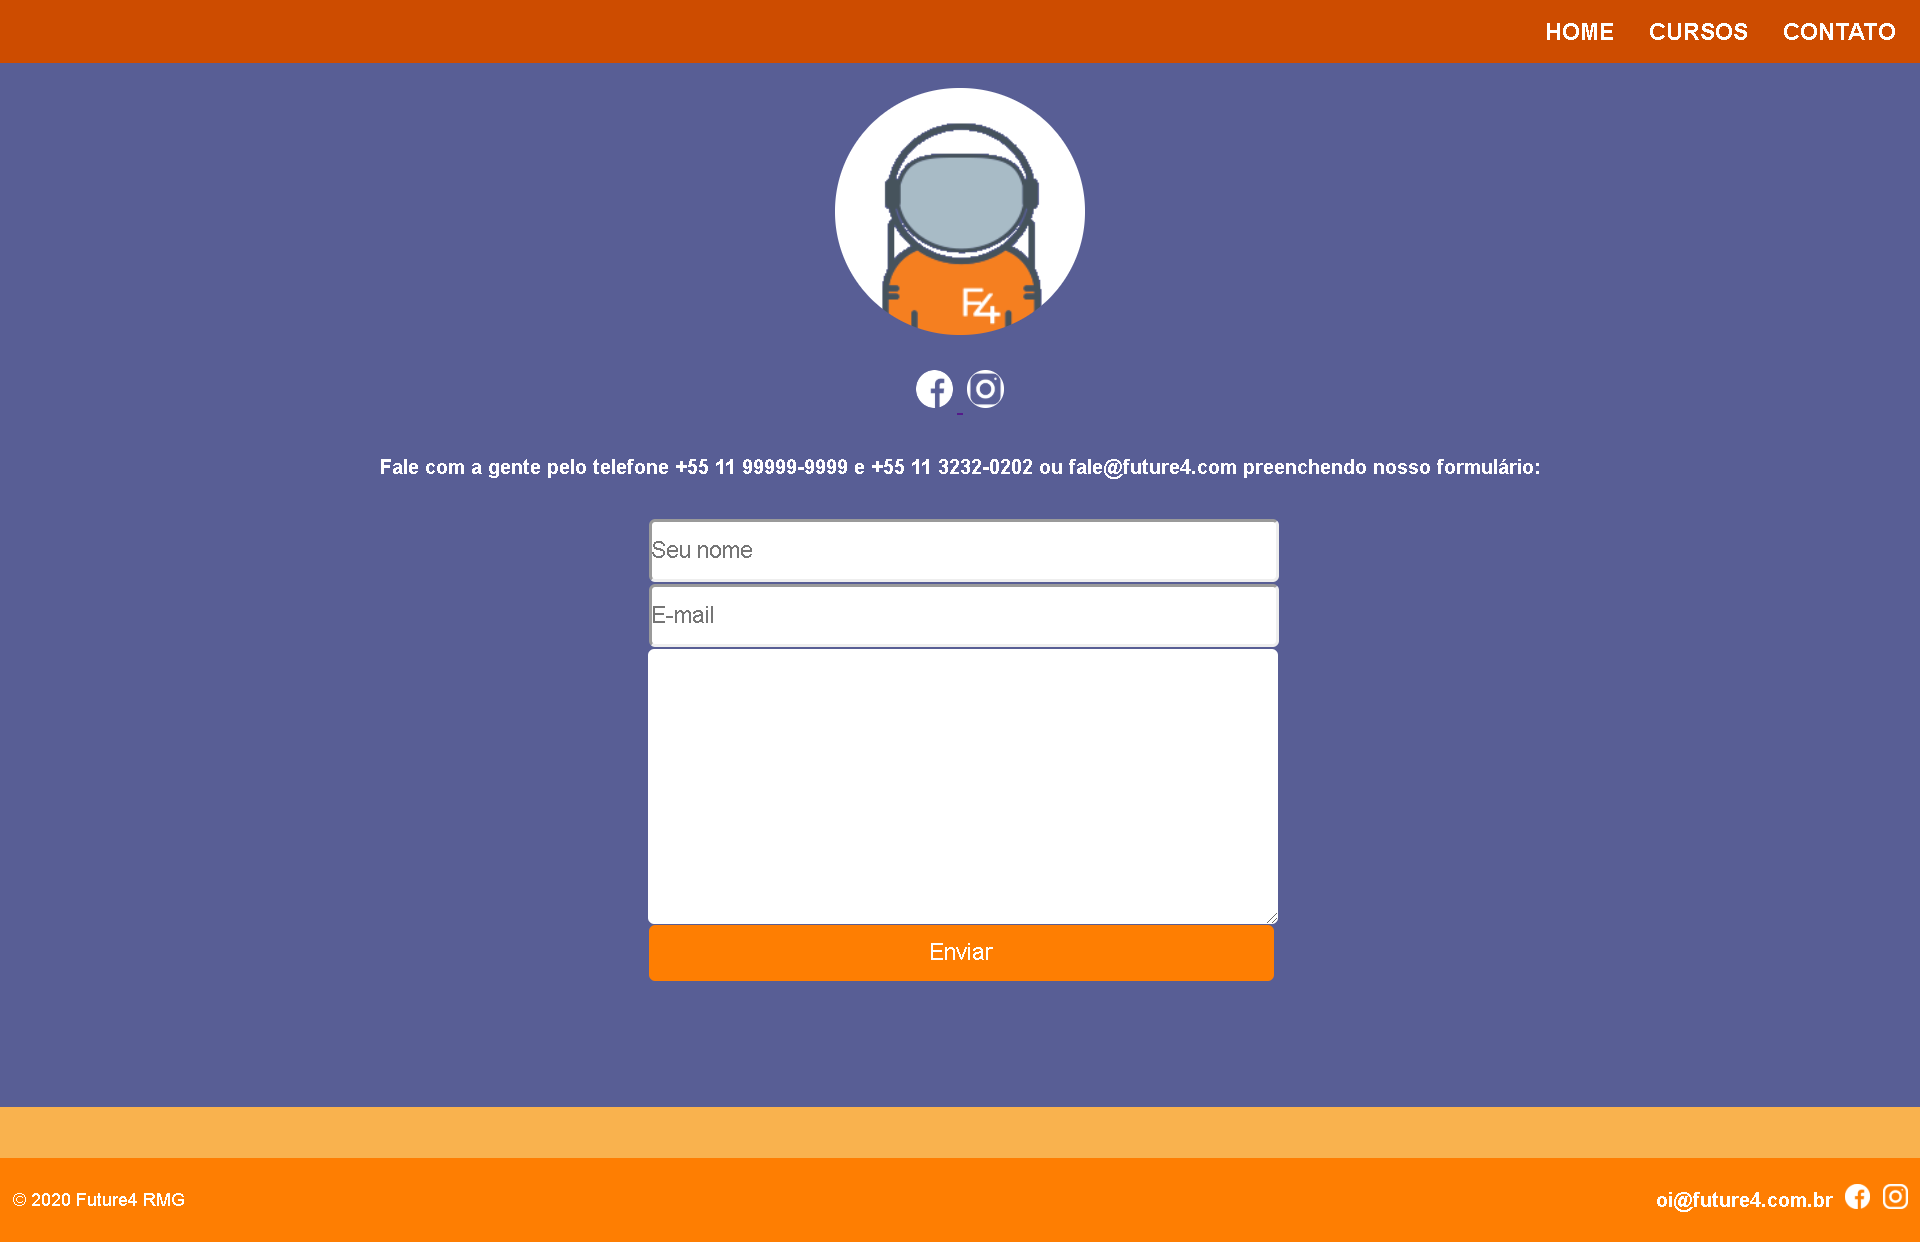 HOME CURSOS CONTATO
F4
Fale com a gente pelo telefone +55 11 99999-9999 e +55 11 3232-0202 ou fale@future4.com preenchendo nosso formulário:
Seu nome
E-mail
Enviar
© 2020 Future4 RMG
oi@future4.com.br